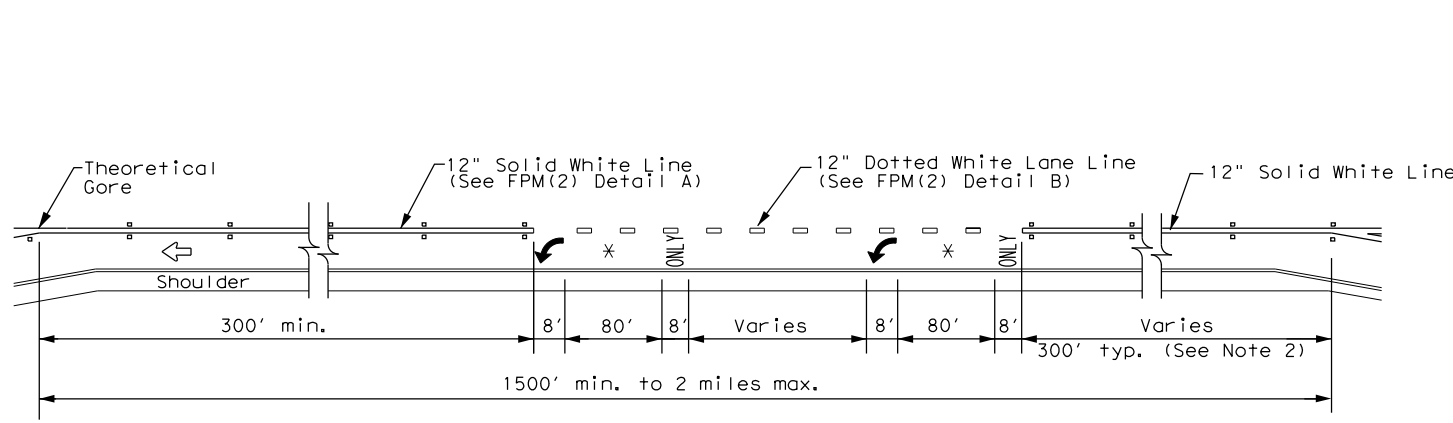 Theoretical
Gore
12" Solid White Line
(See FPM(2) Detail A)
12" Dotted White Lane Line
(See FPM(2) Detail B)
12" Solid White Line
*
ONLY
*
ONLY
Shoulder
300' min.
8'
80'
8'
Varies
8'
80'
8'
Varies
300' typ. (See Note 2)
1500' min. to 2 miles max.